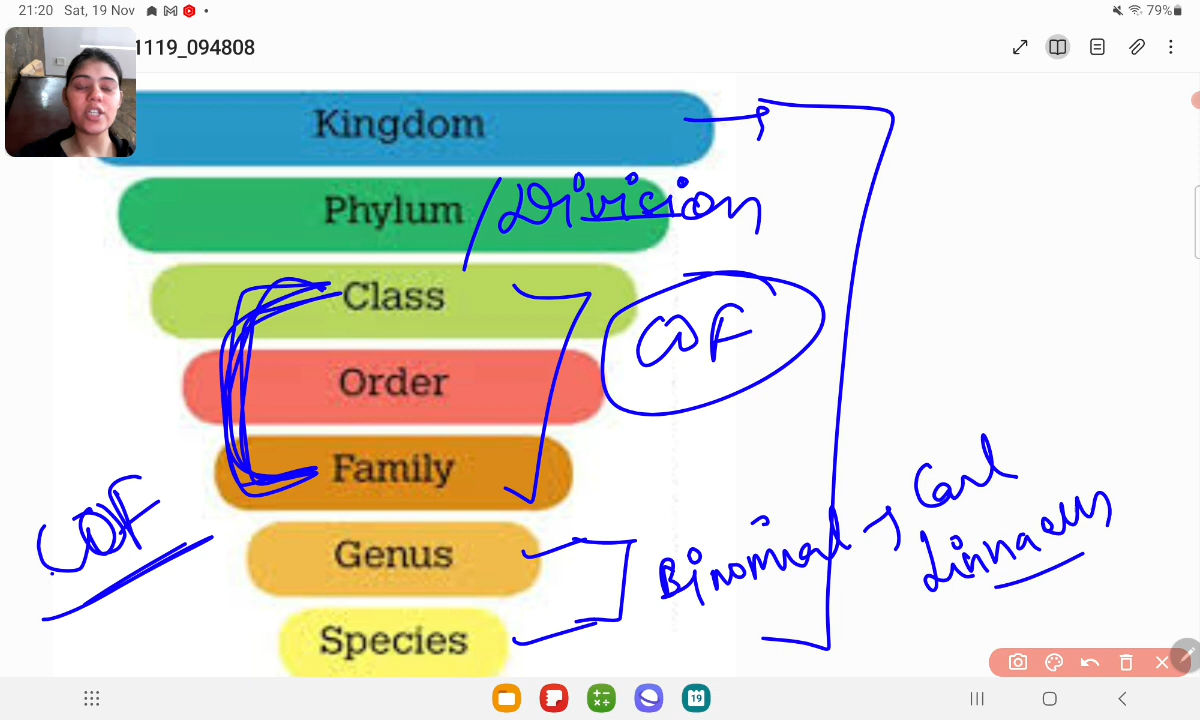 21:20 Sat, 19 Nov
79%
1119_094808
Kingdom
Phylum / Division
Class
COF
Order
Family
COF
Genus
Binomial → Carl
Linnaeus
Species
19